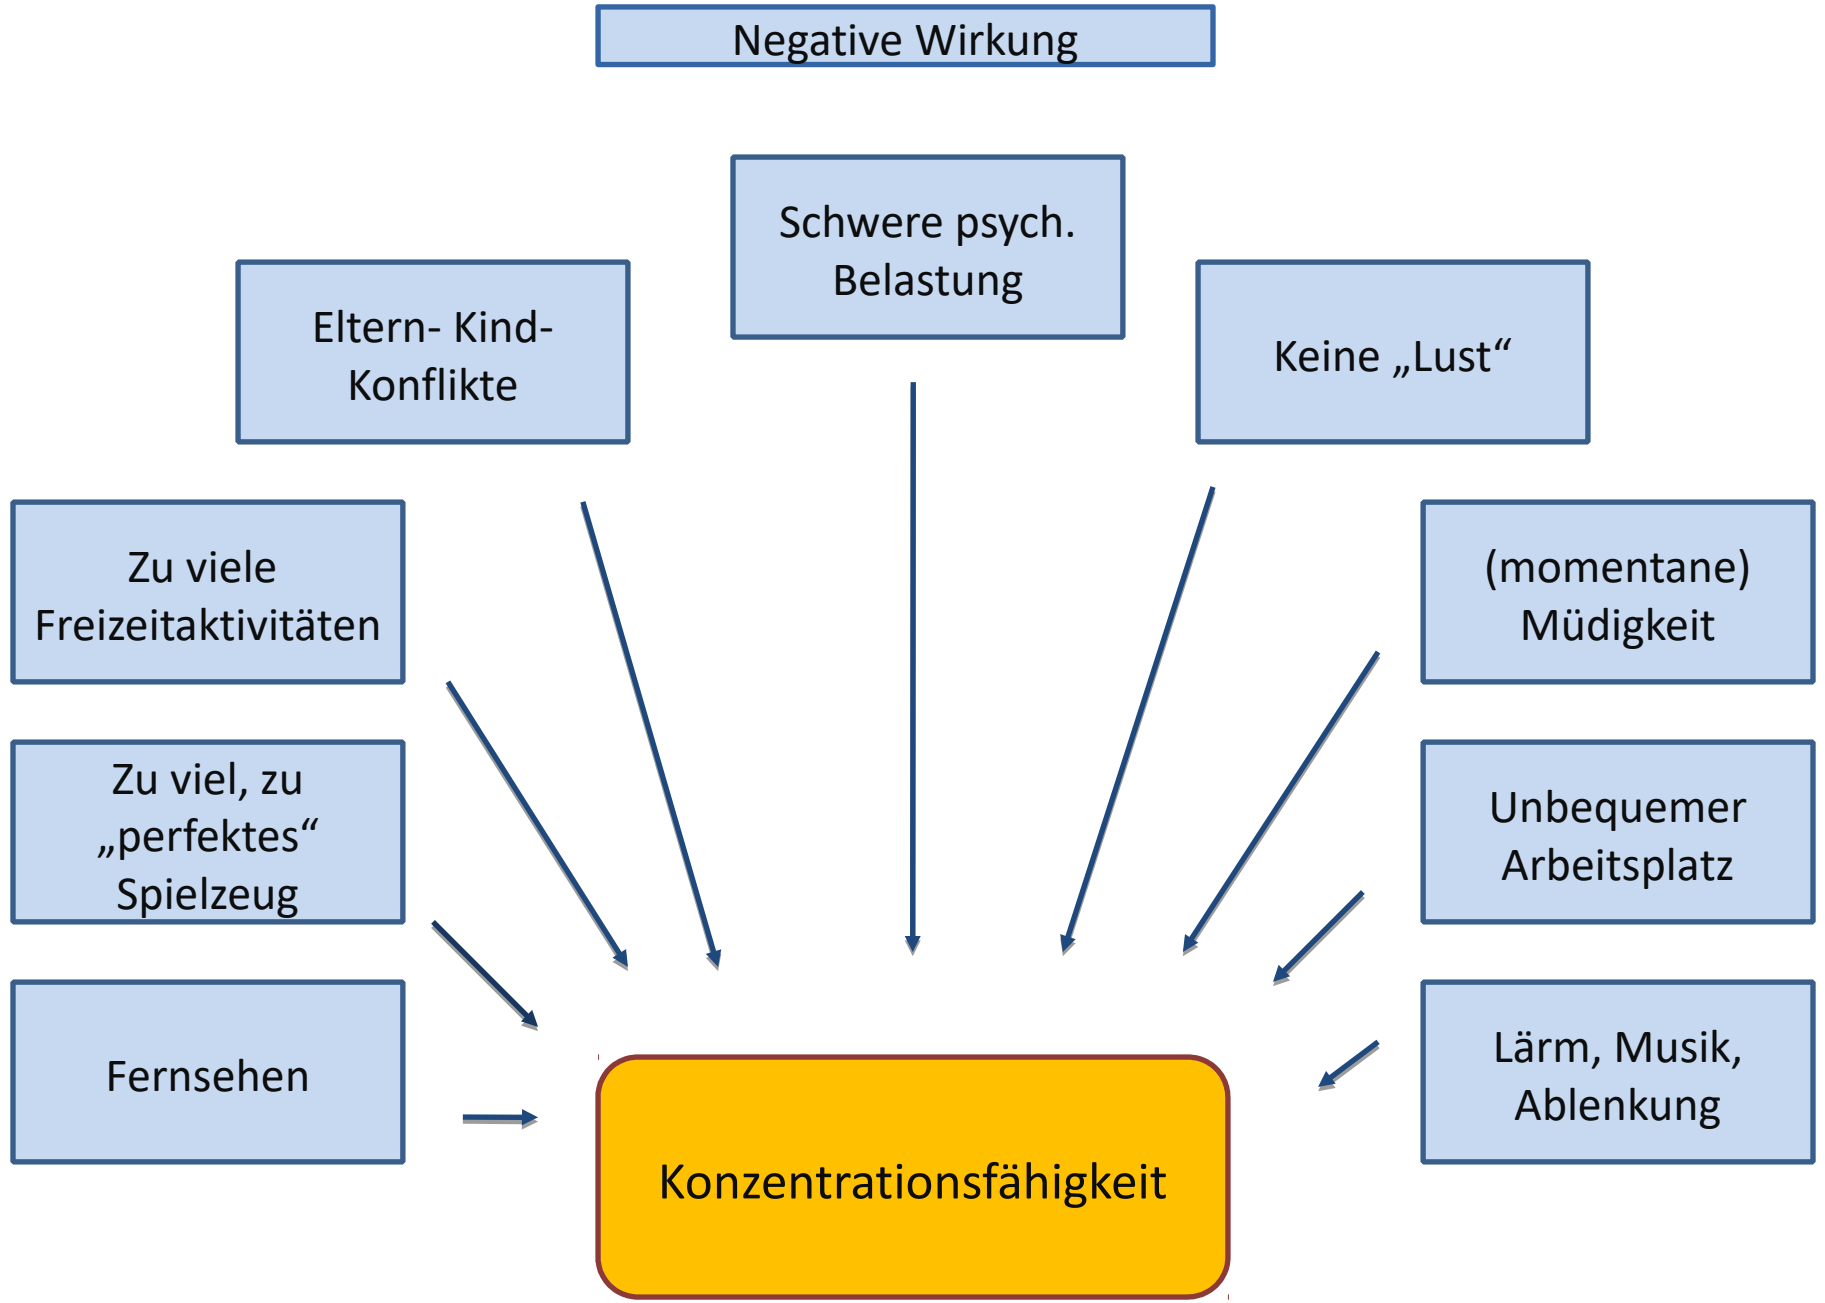 Negative Wirkung
Schwere psych.
Belastung
Eltern- Kind-
Konflikte
Keine „Lust“
Zu viele
Freizeitaktivitäten
(momentane)
Müdigkeit
Zu viel, zu
„perfektes“
Spielzeug
Unbequemer
Arbeitsplatz
Fernsehen
Lärm, Musik,
Ablenkung
Konzentrationsfähigkeit